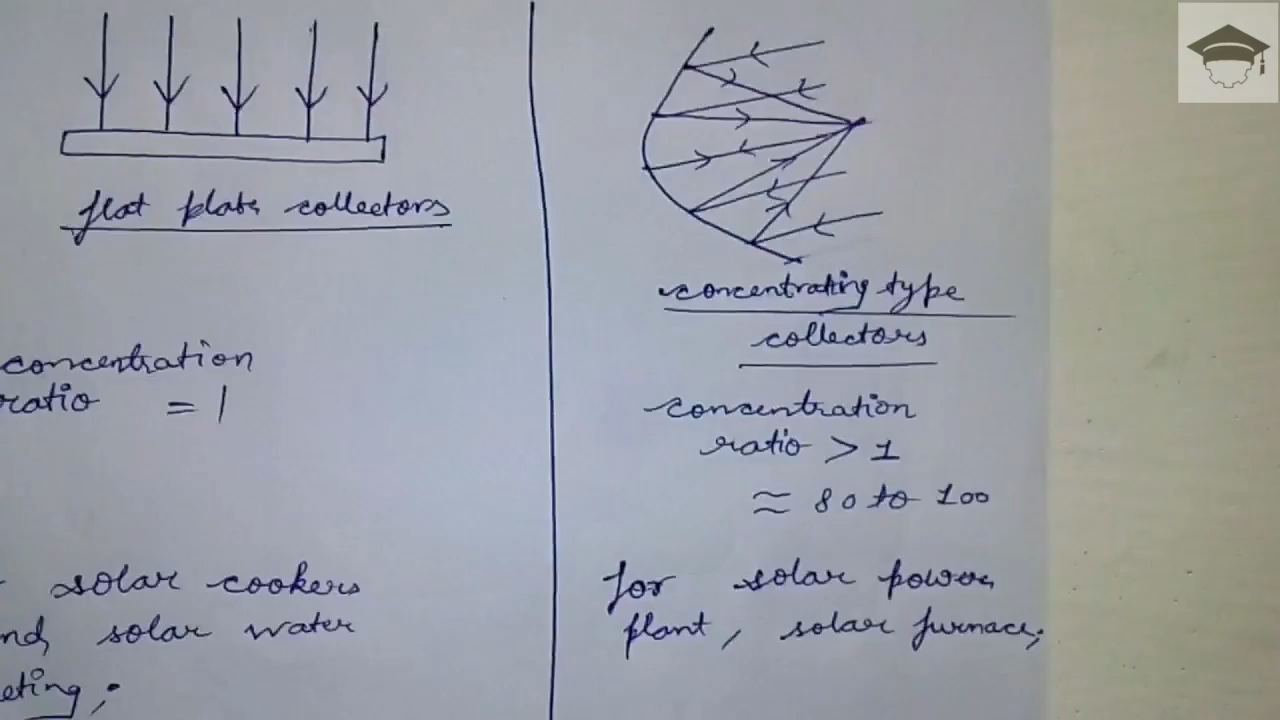 flat plate collectors
concentration
ratio = 1
solar cookers
solar water
concentrating type
collectors
concentration
ratio > 1
≈ 80 to 100
for solar power
plant, solar furnace,